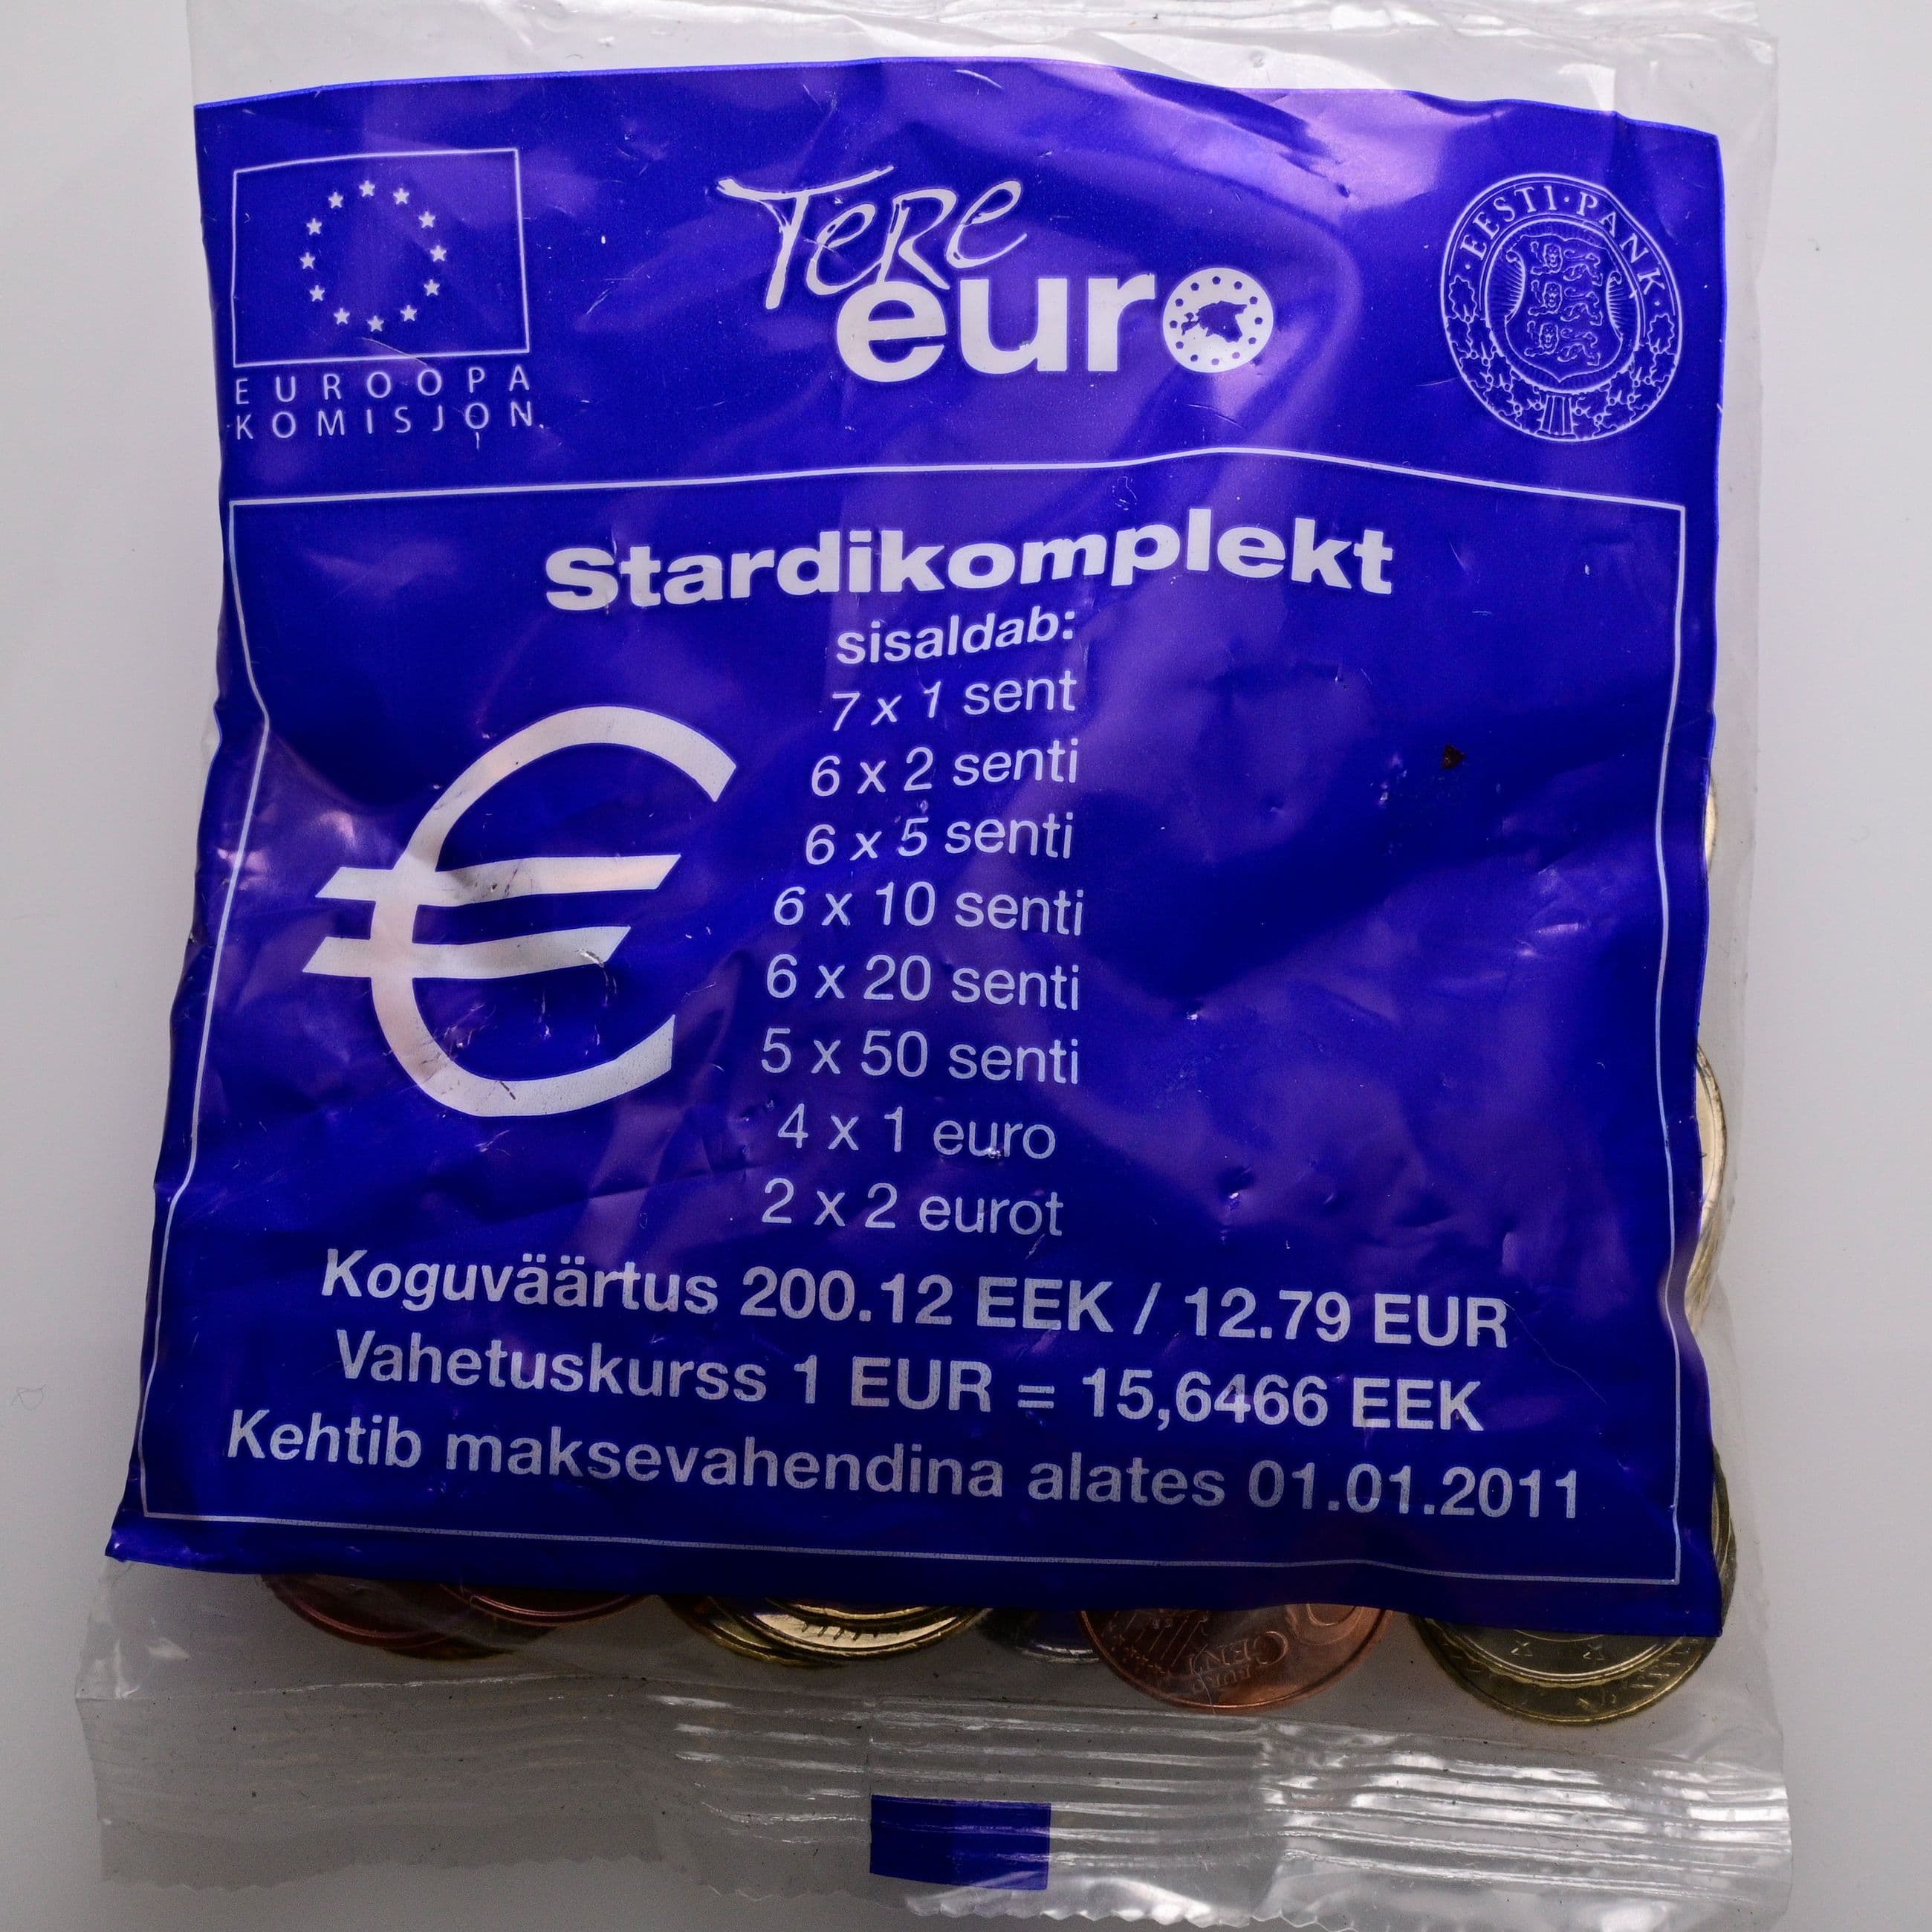 Tere
euro
EESTI · PANK
EUROOPA
KOMISJON
Stardikomplekt
sisaldab:
7 x 1 sent
6 x 2 senti
6 x 5 senti
6 x 10 senti
6 x 20 senti
5 x 50 senti
€
4 x 1 euro
2 x 2 eurot
Koguväärtus 200.12 EEK / 12.79 EUR
Vahetuskurss 1 EUR = 15,6466 EEK
Kehtib maksevahendina alates 01.01.2011
EURO
CENT